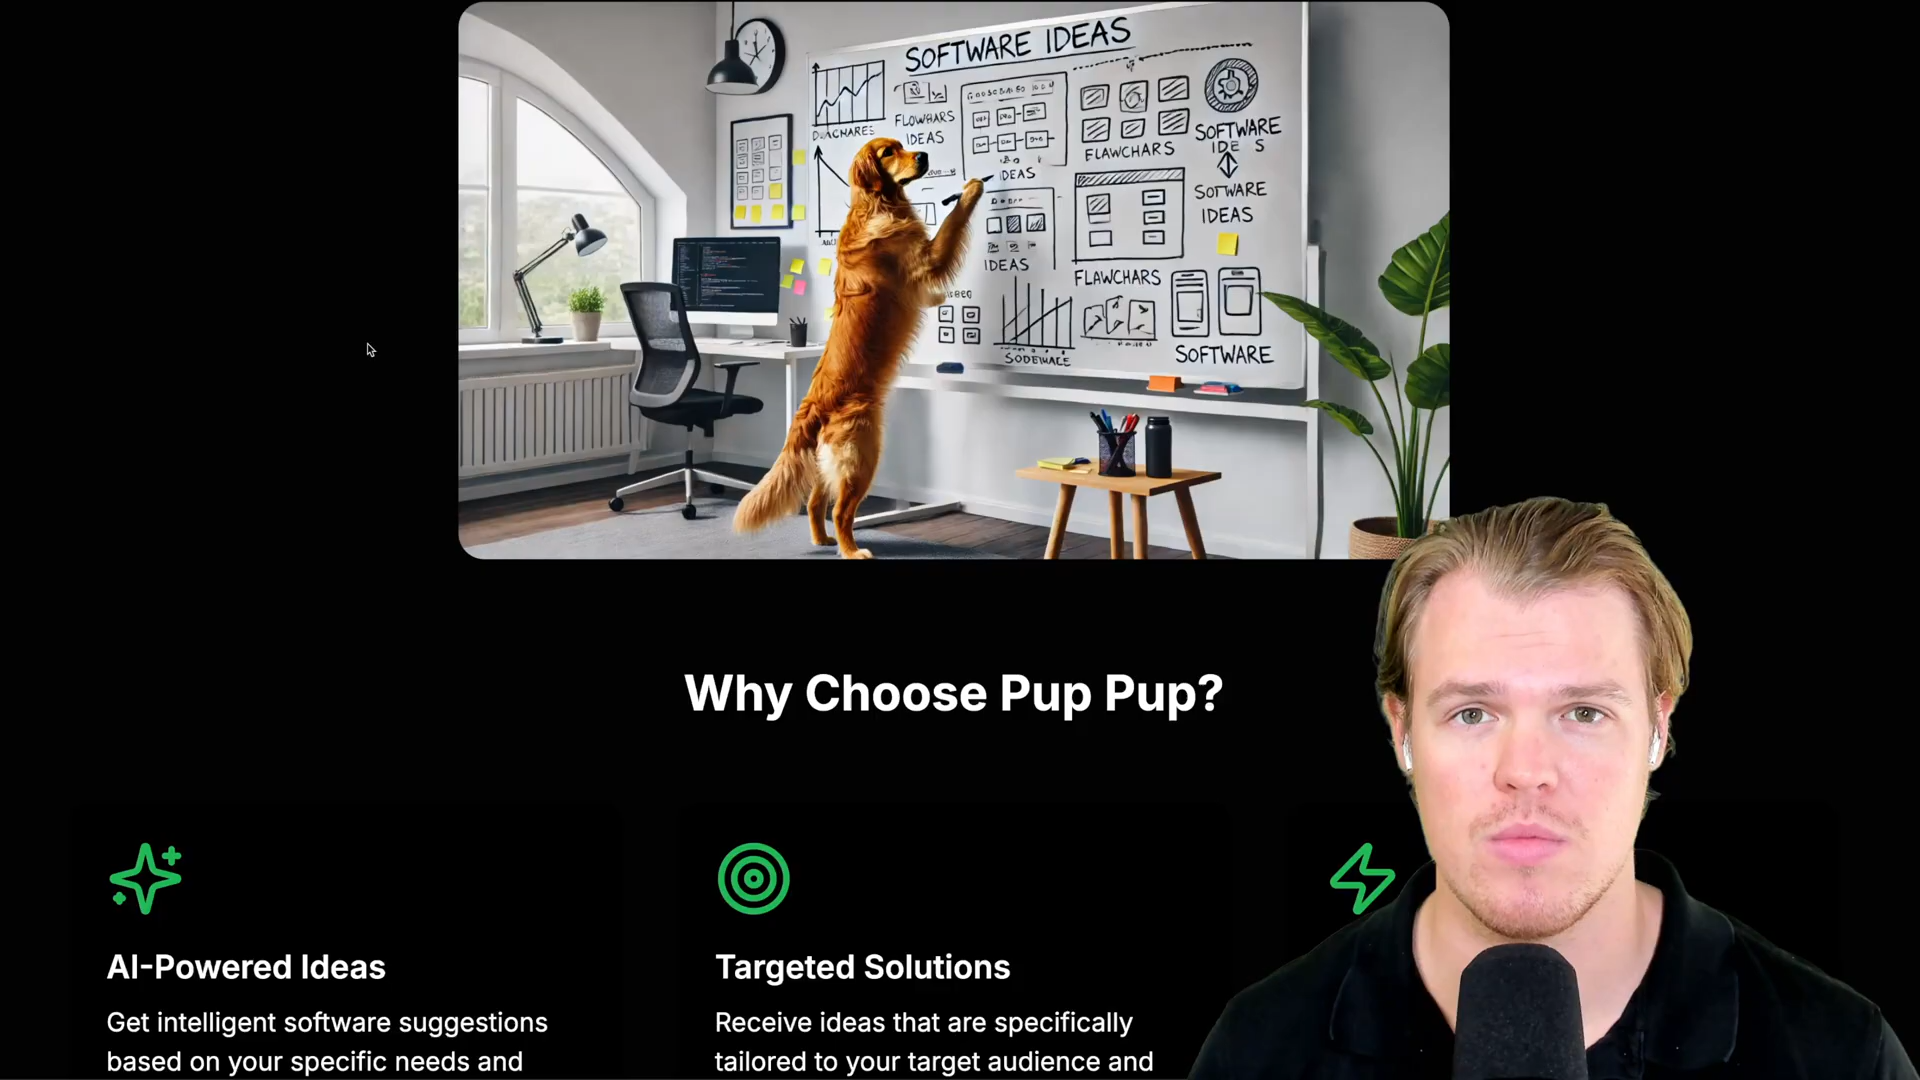 SOFTWARE IDEAS
FLOWHARS
IDEAS
IDEAS
FLAWCHARS
SOFTWARE
IDE S
SOFTWARE
IDEAS
IDEAS
FLAWCHARS
SOFTWARE
Why Choose Pup Pup?
AI-Powered Ideas
Get intelligent software suggestions
based on your specific needs and
Targeted Solutions
Receive ideas that are specifically
tailored to your target audience and